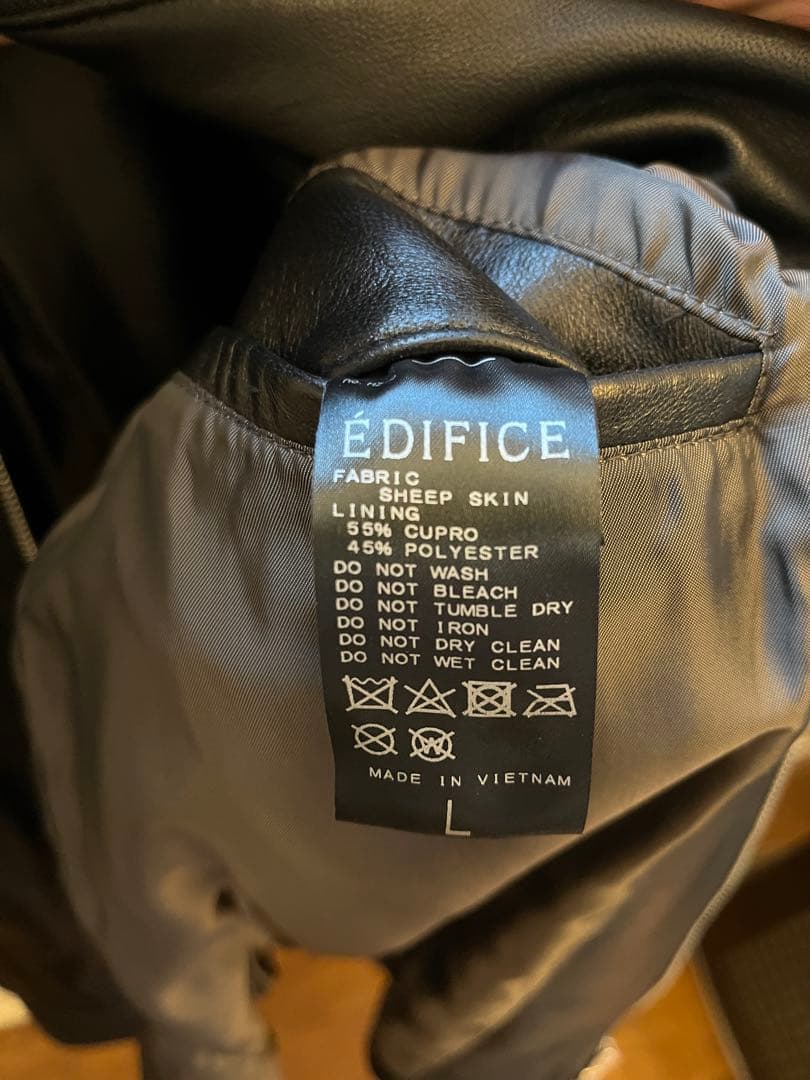 ÉDIFICE
FABRIC
SHEEP SKIN
LINING
55% CUPRO
45% POLYESTER
DO NOT WASH
DO NOT BLEACH
DO NOT TUMBLE DRY
DO NOT IRON
DO NOT DRY CLEAN
DO NOT WET CLEAN
W
MADE IN VIETNAM
L